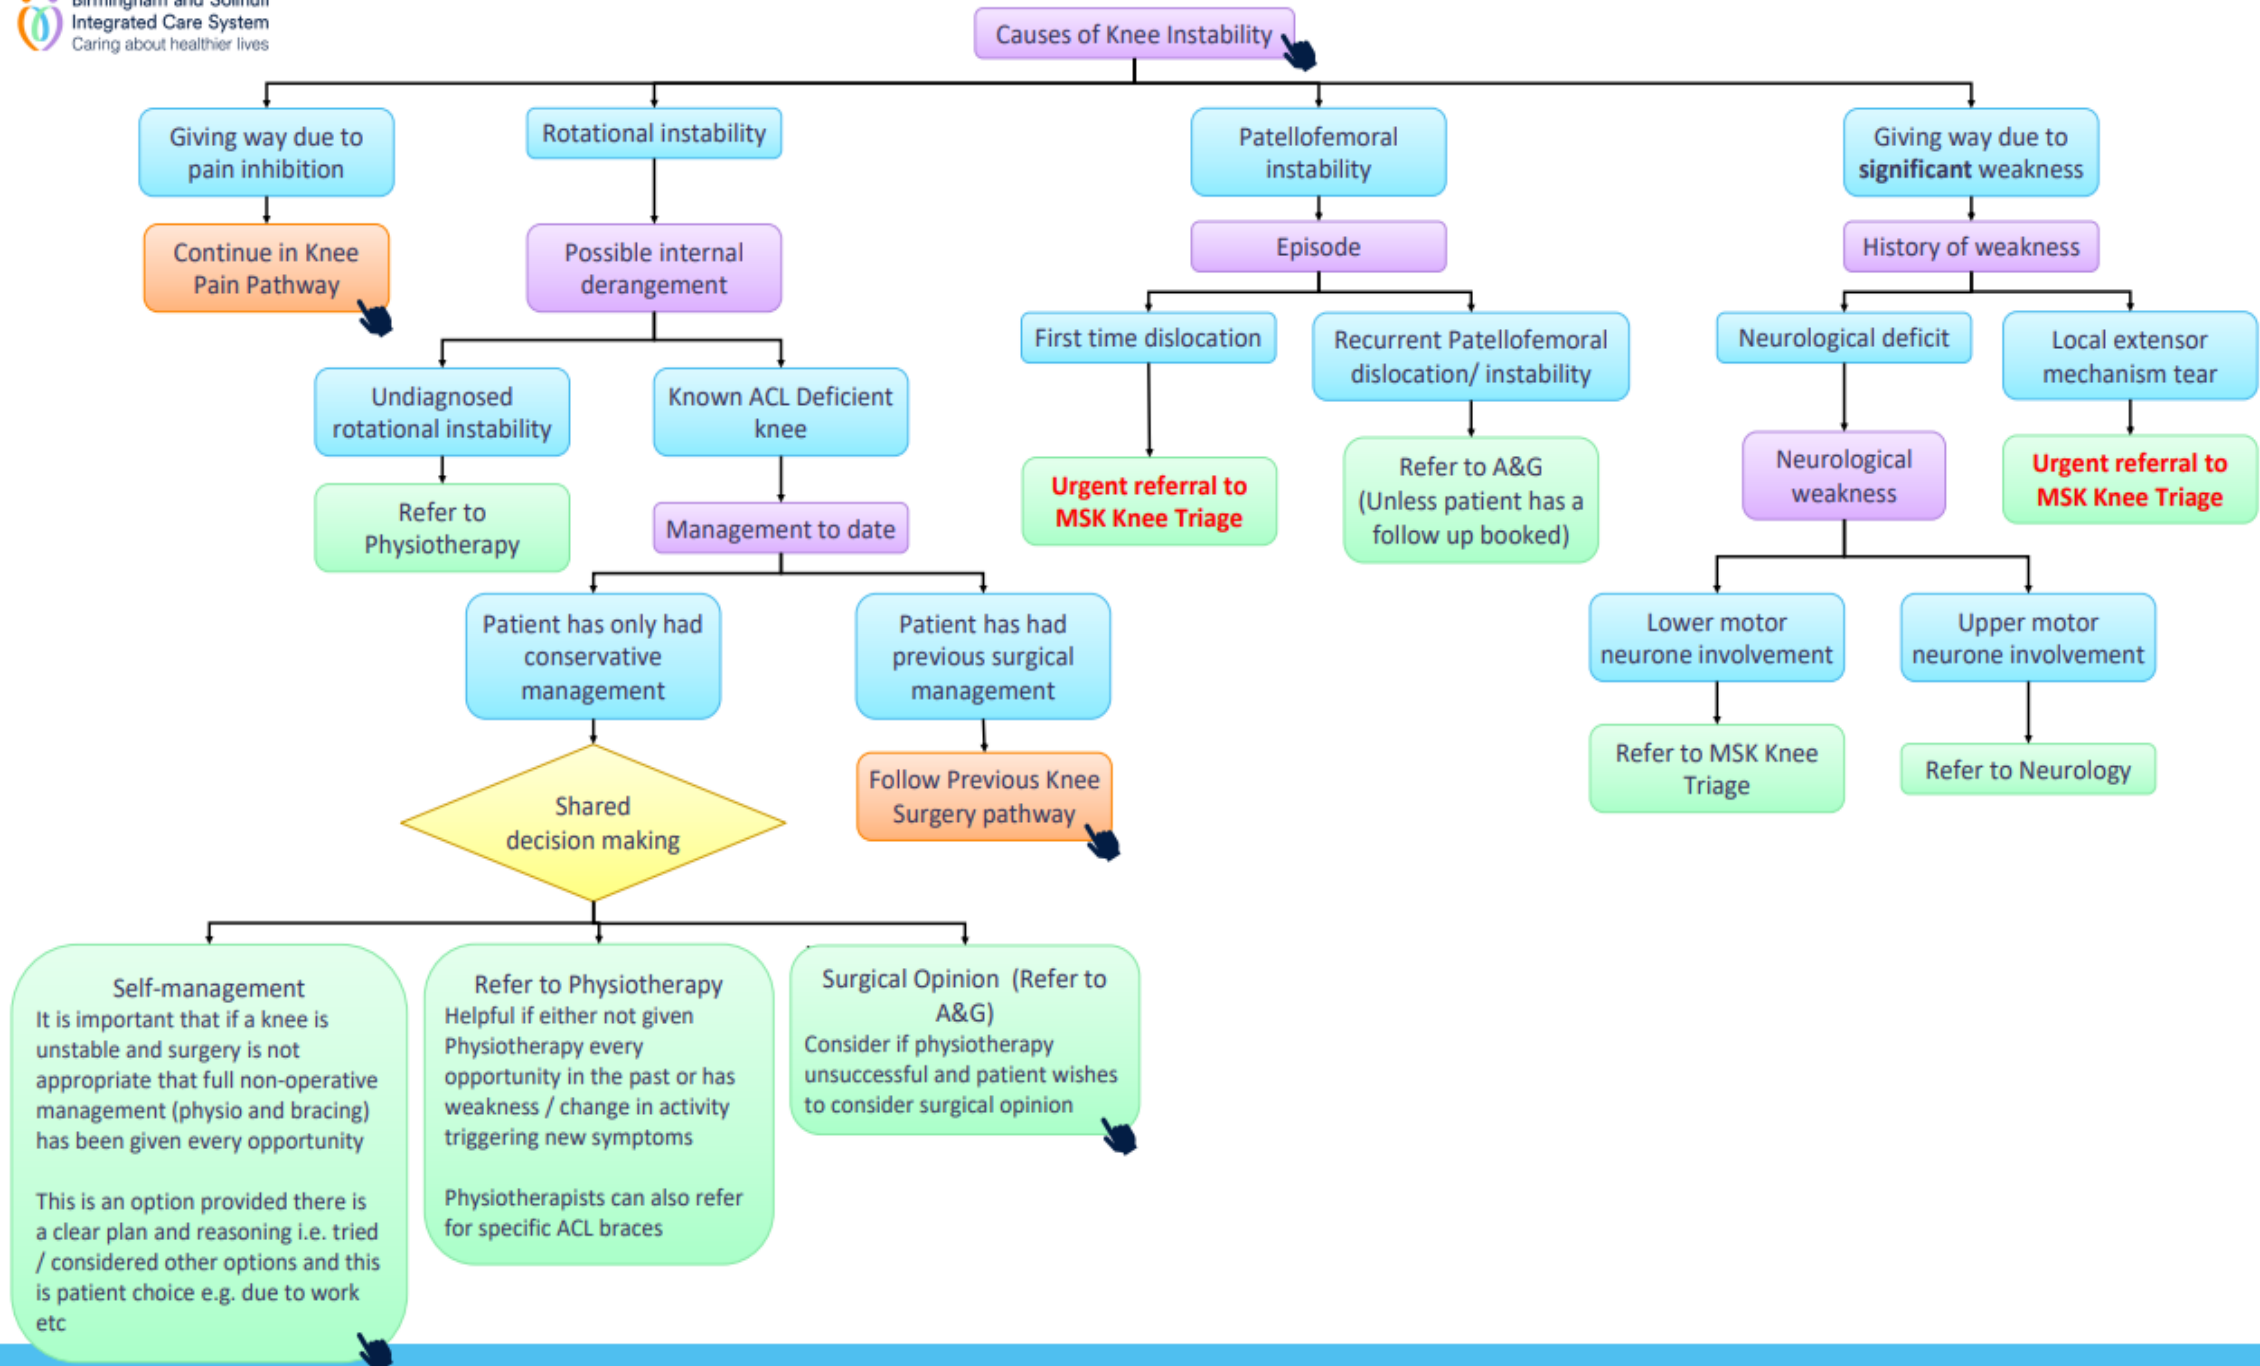 Birmingham and Solihull
Integrated Care System
Caring about healthier lives
Causes of Knee Instability
Giving way due to
pain inhibition
Continue in Knee
Pain Pathway
Rotational instability
Possible internal
derangement
Undiagnosed
rotational instability
Refer to
Physiotherapy
Known ACL Deficient
knee
Management to date
Patient has only had
conservative
management
Patient has had
previous surgical
management
Follow Previous Knee
Surgery pathway
Shared
decision making
Self-management
It is important that if a knee is
unstable and surgery is not
appropriate that full non-operative
management (physio and bracing)
has been given every opportunity
This is an option provided there is
a clear plan and reasoning i.e. tried
/ considered other options and this
is patient choice e.g. due to work
etc
Refer to Physiotherapy
Helpful if either not given
Physiotherapy every
opportunity in the past or has
weakness / change in activity
triggering new symptoms
Physiotherapists can also refer
for specific ACL braces
Surgical Opinion (Refer to
A&G)
Consider if physiotherapy
unsuccessful and patient wishes
to consider surgical opinion
Patellofemoral
instability
Episode
First time dislocation
Urgent referral to
MSK Knee Triage
Recurrent Patellofemoral
dislocation/ instability
Refer to A&G
(Unless patient has a
follow up booked)
Giving way due to
significant weakness
History of weakness
Neurological deficit
Neurological
weakness
Lower motor
neurone involvement
Refer to MSK Knee
Triage
Upper motor
neurone involvement
Refer to Neurology
Local extensor
mechanism tear
Urgent referral to
MSK Knee Triage